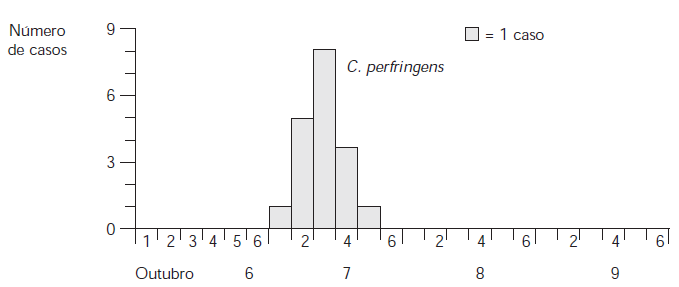 Número
de casos
9
= 1 caso
C. perfringens
6
3
0
1 2 3 4 5 6 2 4 6 2 4 6 2 4 6
Outubro 6 7 8 9